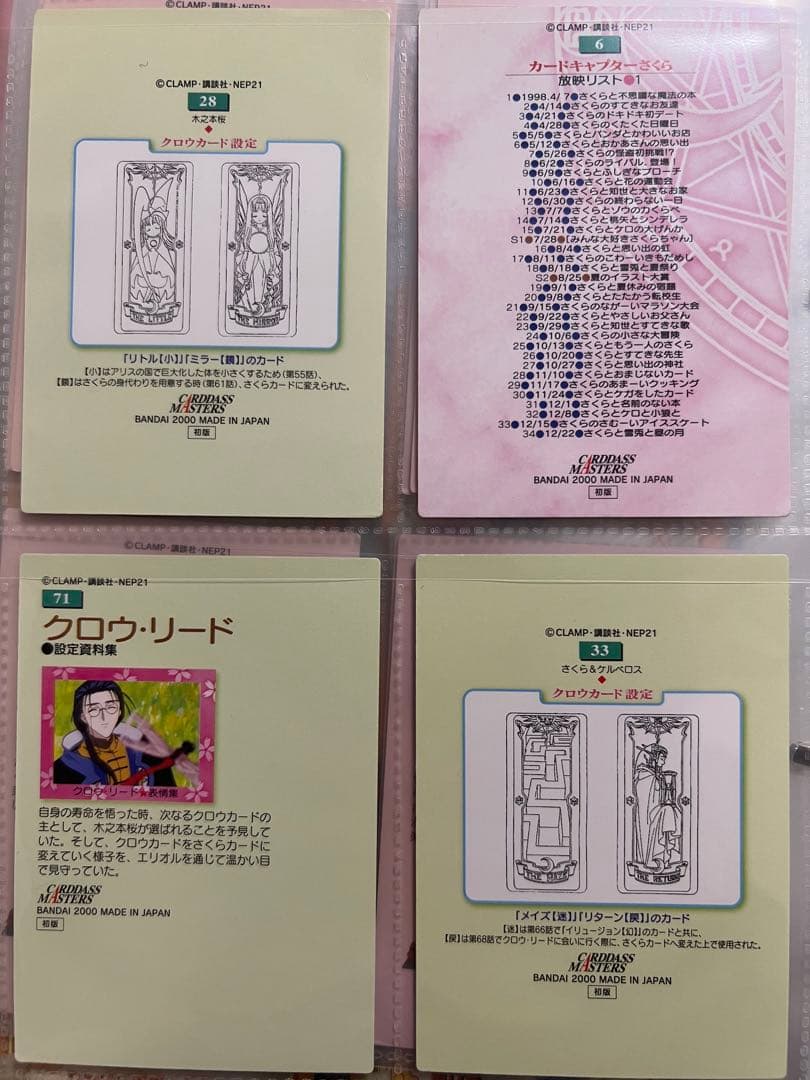 ©CLAMP・講談社・NEP21
©CLAMP・講談社・NEP21
28
木之本桜
クロウカード設定
THE LITTLE
THE MIRROR
「リトル【小】」「ミラー【鏡】」のカード
【小】はアリスの国で巨大化した体を小さくするため(第55話)、
【鏡】はさくらの身代わりを用意する時(第61話)、さくらカードに変えられた。
CARDDASS
MASTERS
BANDAI 2000 MADE IN JAPAN
初版
©CLAMP・講談社・NEP21
6
カードキャプターさくら
放映リスト●1
1●1998.4/ 7●さくらと不思議な魔法の本
2●4/14●さくらのすてきなお友達
3●4/21●さくらのドキドキ初デート
4●4/28●さくらのくたくた日曜日
5●5/5●さくらとパンダとかわいいお店
6●5/12●さくらとおかあさんの思い出
7●5/26●さくらの怪盗初挑戦!?
8●6/2●さくらのライバル、登場!
9●6/9●さくらとふしぎなブローチ
10●6/16●さくらと花の運動会
11●6/23●さくらと知世と大きなお家
12●6/30●さくらの終わらない一日
13●7/7●さくらとゾウの力くらべ
14●7/14●さくらと桃矢とシンデレラ
15●7/21●さくらとケロの大げんか
S1●7/28●[みんな大好きさくらちゃん]
16●8/4●さくらと思い出の虹
17●8/11●さくらのこわーいきもだめし
18●8/18●さくらと雪兎と夏祭り
S2●8/25●夏のイラスト大賞
19●9/1●さくらと夏休みの宿題
20●9/8●さくらとたたかう転校生
21●9/15●さくらのながーいマラソン大会
22●9/22●さくらとやさしいお父さん
23●9/29●さくらと知世とすてきな歌
24●10/6●さくらの小さな大冒険
25●10/13●さくらともう一人のさくら
26●10/20●さくらとすてきな先生
27●10/27●さくらと思い出の神社
28●11/10●さくらとおまじないカード
29●11/17●さくらのあまーいクッキング
30●11/24●さくらとケガをしたカード
31●12/1●さくらと名前のない本
32●12/8●さくらとケロと小狼と
33●12/15●さくらのさむーいアイススケート
34●12/22●さくらと雪兎と昼の月
CARDDASS
MASTERS
BANDAI 2000 MADE IN JAPAN
初版
©CLAMP・講談社・NEP21
©CLAMP・講談社・NEP21
71
クロウ・リード
●設定資料集
クロウ・リード★表情集
自身の寿命を悟った時、次なるクロウカードの
主として、木之本桜が選ばれることを予見して
いた。そして、クロウカードをさくらカードに
変えていく様子を、エリオルを通じて温かい目
で見守っていた。
CARDDASS
MASTERS
BANDAI 2000 MADE IN JAPAN
初版
©CLAMP・講談社・NEP21
33
さくら&ケルベロス
クロウカード設定
THE MAZE
THE RETURN
「メイズ【迷】」「リターン【戻】」のカード
【迷】は第66話で「イリュージョン【幻】」のカードと共に、
【戻】は第68話でクロウ・リードに会いに行く際に、さくらカードへ変えた上で使用された。
CARDDASS
MASTERS
BANDAI 2000 MADE IN JAPAN
初版